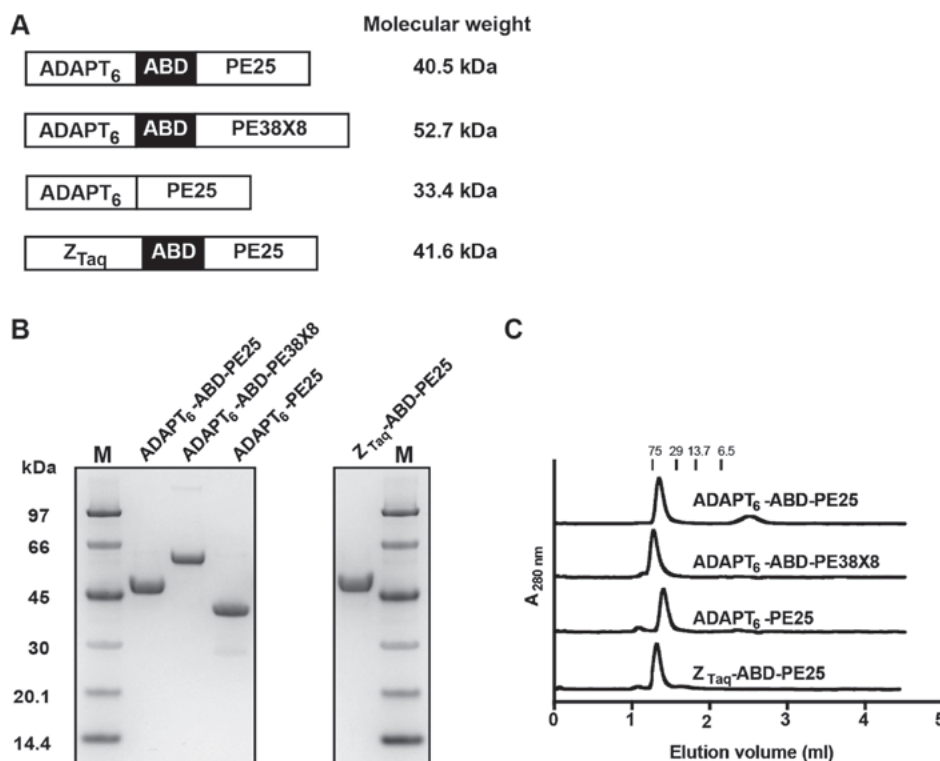 A
Molecular weight
ADAPT6 ABD PE25 40.5 kDa
ADAPT6 ABD PE38X8 52.7 kDa
ADAPT6 PE25 33.4 kDa
ZTaq ABD PE25 41.6 kDa
B
kDa
M
ADAPT6-ABD-PE25
ADAPT6-ABD-PE38X8
ADAPT6-PE25
ZTaq-ABD-PE25
M
97
66
45
30
20.1
14.4
C
75 29 13.7 6.5
ADAPT6-ABD-PE25
ADAPT6-ABD-PE38X8
ADAPT6-PE25
ZTaq-ABD-PE25
A280 nm
0 1 2 3 4 5
Elution volume (ml)